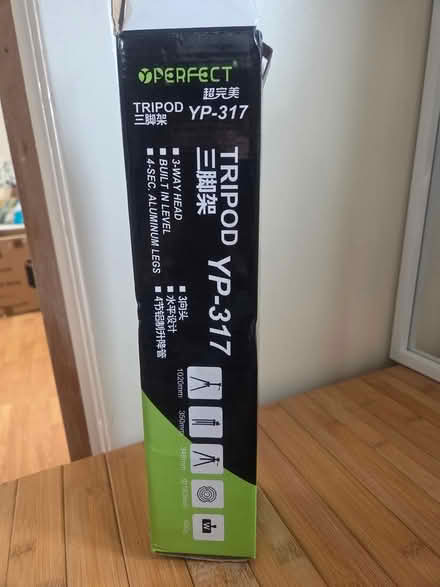 YPERFECT®
超完美
TRIPOD YP-317
三脚架
TRIPOD YP-317
三脚架
■ 3-WAY HEAD
■ BUILT IN LEVEL
■ 4-SEC. ALUMINUM LEGS
■ 3向头
■ 水平设计
■ 4节铝制升降管
1020mm
350mm
W